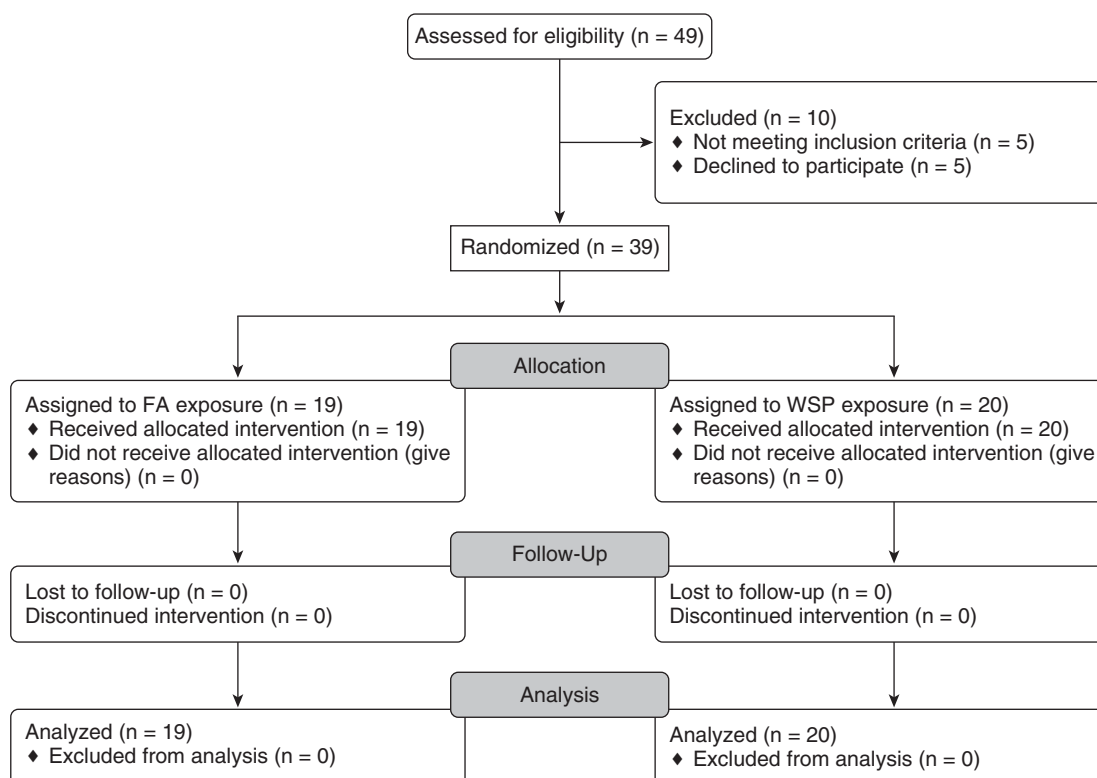 Assessed for eligibility (n = 49)
Excluded (n = 10)
♦ Not meeting inclusion criteria (n = 5)
♦ Declined to participate (n = 5)
Randomized (n = 39)
Allocation
Assigned to FA exposure (n = 19)
♦ Received allocated intervention (n = 19)
♦ Did not receive allocated intervention (give
reasons) (n = 0)
Assigned to WSP exposure (n = 20)
♦ Received allocated intervention (n = 20)
♦ Did not receive allocated intervention (give
reasons) (n = 0)
Follow-Up
Lost to follow-up (n = 0)
Discontinued intervention (n = 0)
Lost to follow-up (n = 0)
Discontinued intervention (n = 0)
Analysis
Analyzed (n = 19)
♦ Excluded from analysis (n = 0)
Analyzed (n = 20)
♦ Excluded from analysis (n = 0)